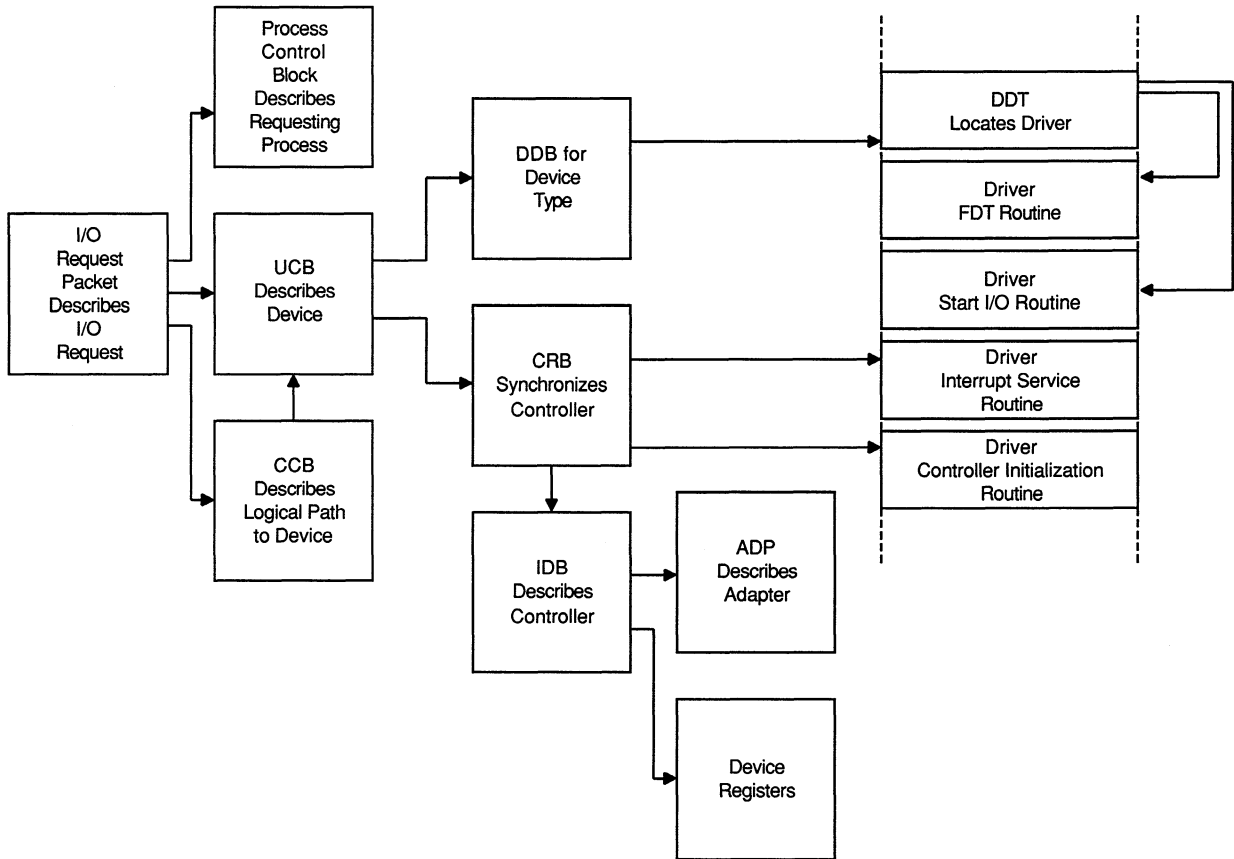 Process
Control
Block
Describes
Requesting
Process
DDT
Locates Driver
DDB for
Device
Type
Driver
FDT Routine
I/O
Request
Packet
Describes
I/O
Request
UCB
Describes
Device
Driver
Start I/O Routine
CRB
Synchronizes
Controller
Driver
Interrupt Service
Routine
CCB
Describes
Logical Path
to Device
Driver
Controller Initialization
Routine
IDB
Describes
Controller
ADP
Describes
Adapter
Device
Registers